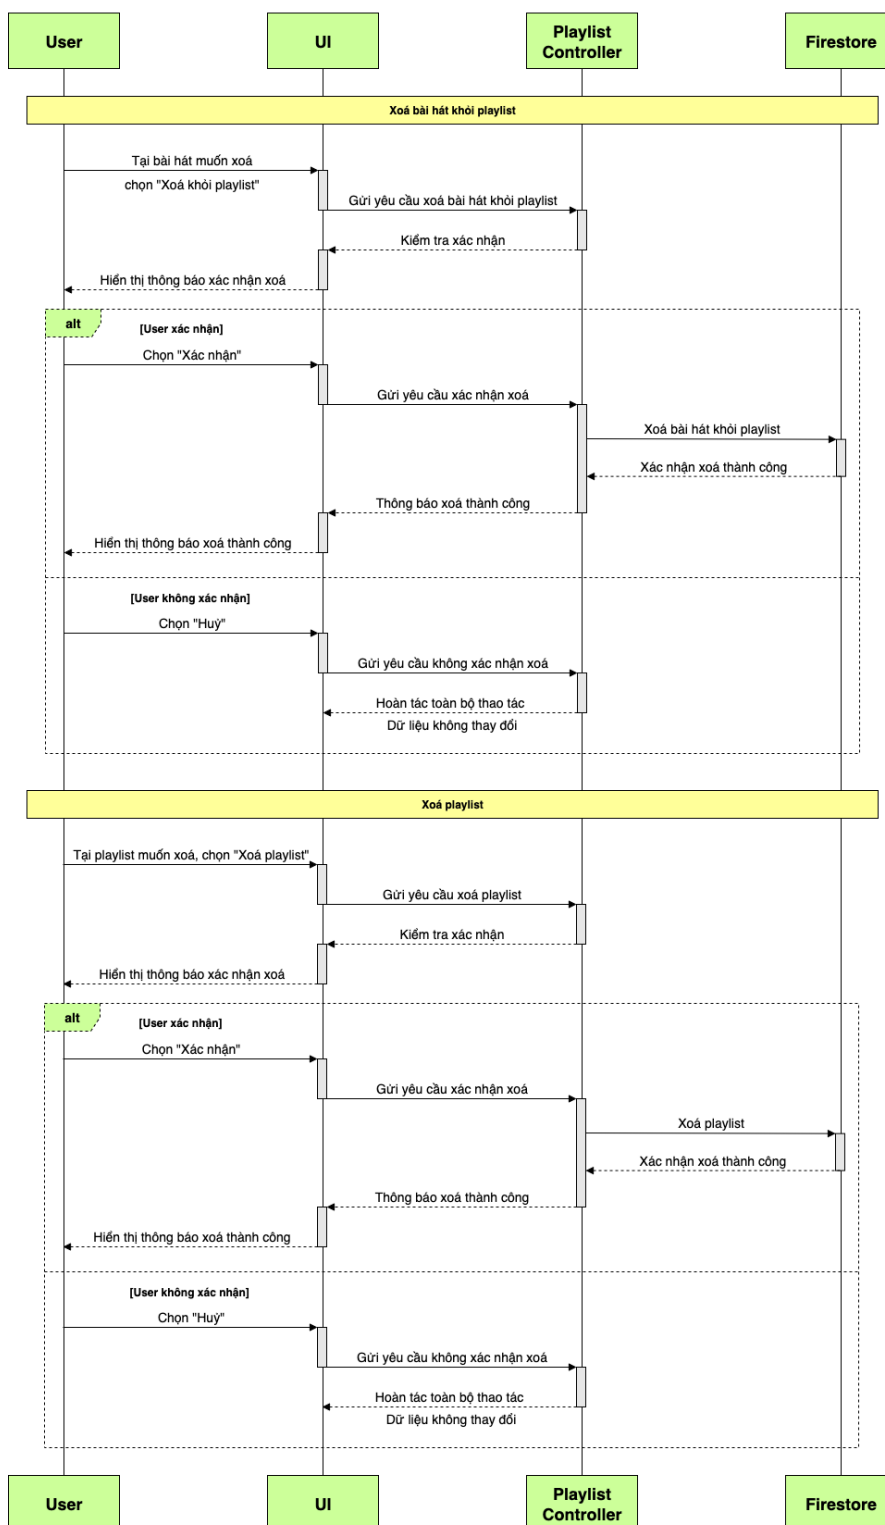 User
UI
Playlist
Controller
Firestore
Xoá bài hát khỏi playlist
Tại bài hát muốn xoá
chọn "Xoá khỏi playlist"
Gửi yêu cầu xoá bài hát khỏi playlist
Kiểm tra xác nhận
Hiển thị thông báo xác nhận xoá
alt
[User xác nhận]
Chọn "Xác nhận"
Gửi yêu cầu xác nhận xoá
Xoá bài hát khỏi playlist
Xác nhận xoá thành công
Thông báo xoá thành công
Hiển thị thông báo xoá thành công
[User không xác nhận]
Chọn "Huỷ"
Gửi yêu cầu không xác nhận xoá
Hoàn tác toàn bộ thao tác
Dữ liệu không thay đổi
Xoá playlist
Tại playlist muốn xoá, chọn "Xoá playlist"
Gửi yêu cầu xoá playlist
Kiểm tra xác nhận
Hiển thị thông báo xác nhận xoá
alt
[User xác nhận]
Chọn "Xác nhận"
Gửi yêu cầu xác nhận xoá
Xoá playlist
Xác nhận xoá thành công
Thông báo xoá thành công
Hiển thị thông báo xoá thành công
[User không xác nhận]
Chọn "Huỷ"
Gửi yêu cầu không xác nhận xoá
Hoàn tác toàn bộ thao tác
Dữ liệu không thay đổi
User
UI
Playlist
Controller
Firestore